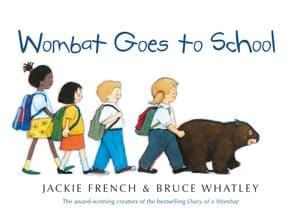 Wombat Goes to School
JACKIE FRENCH & BRUCE WHATLEY
The award-winning creators of the bestselling Diary of a Wombat